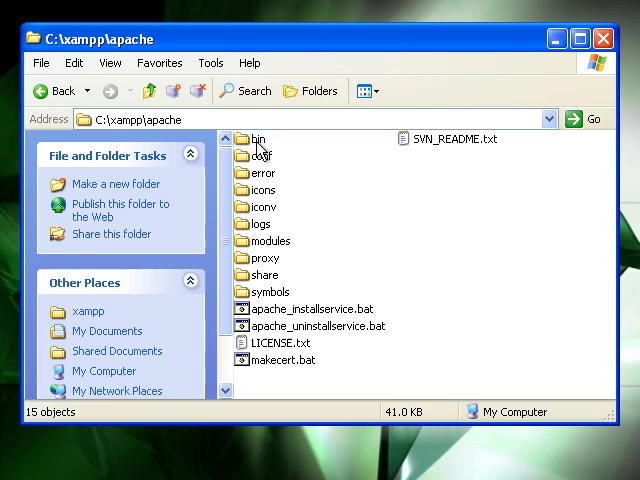 C:\xampp\apache
File Edit View Favorites Tools Help
Back Search Folders
Address C:\xampp\apache Go
File and Folder Tasks
Make a new folder
Publish this folder to
the Web
Share this folder
Other Places
xampp
My Documents
Shared Documents
My Computer
My Network Places
bin
conf
error
icons
iconv
logs
modules
proxy
share
symbols
apache_installservice.bat
apache_uninstallservice.bat
LICENSE.txt
makecert.bat
SVN_README.txt
15 objects 41.0 KB My Computer